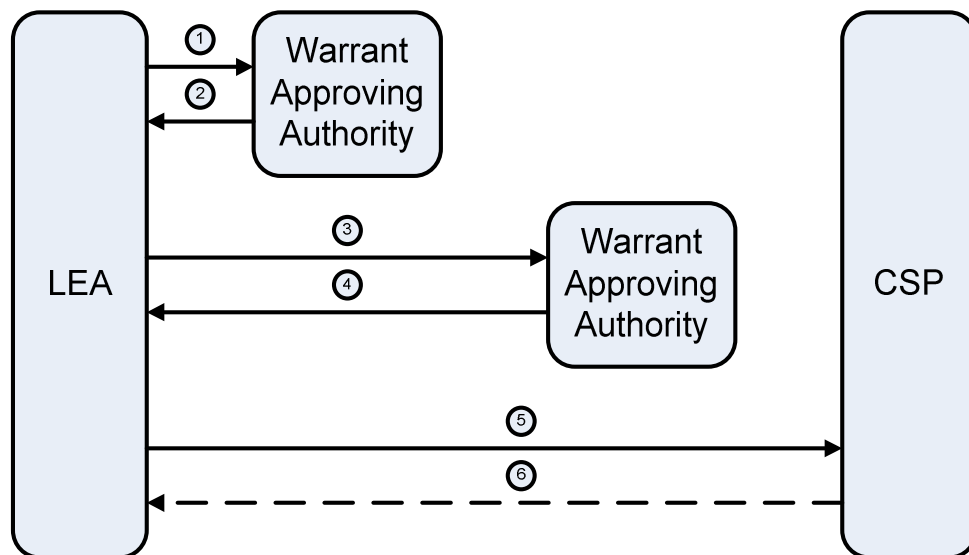 1
Warrant
Approving
Authority
2
3
Warrant
Approving
Authority
4
LEA
CSP
5
6